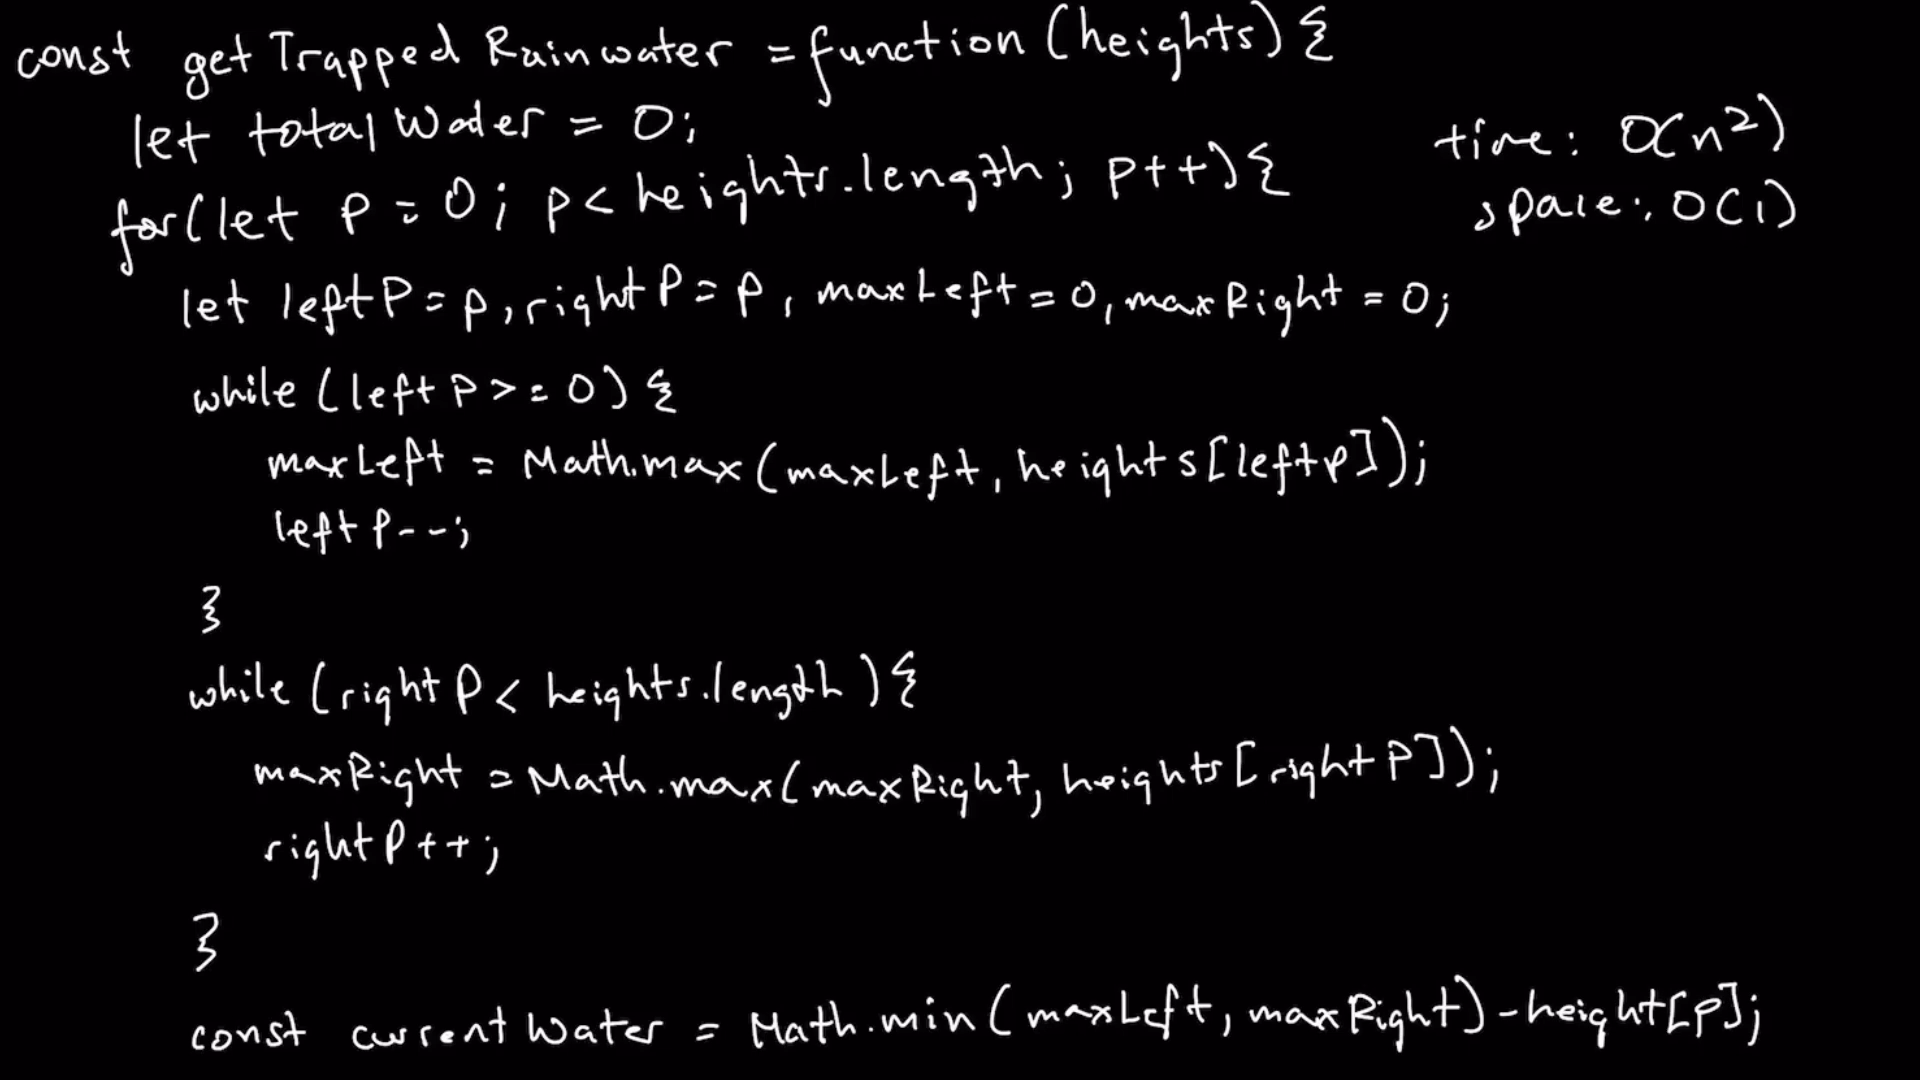 const getTrappedRainwater = function (heights) {
let totalWater = 0;
for(let p = 0; p < heights.length; p++) {
time: O(n²)
space: O(1)
let leftP = p, rightP = p, maxLeft = 0, maxRight = 0;
while (leftP >= 0) {
maxLeft = Math.max(maxLeft, heights[leftP]);
leftP--;
}
while (rightP < heights.length) {
maxRight = Math.max(maxRight, heights[rightP]);
rightP++;
}
const currentWater = Math.min(maxLeft, maxRight) - height[p];